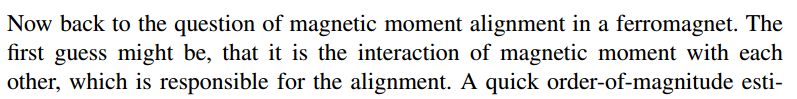 Now back to the question of magnetic moment alignment in a ferromagnet. The
first guess might be, that it is the interaction of magnetic moment with each
other, which is responsible for the alignment. A quick order-of-magnitude esti-